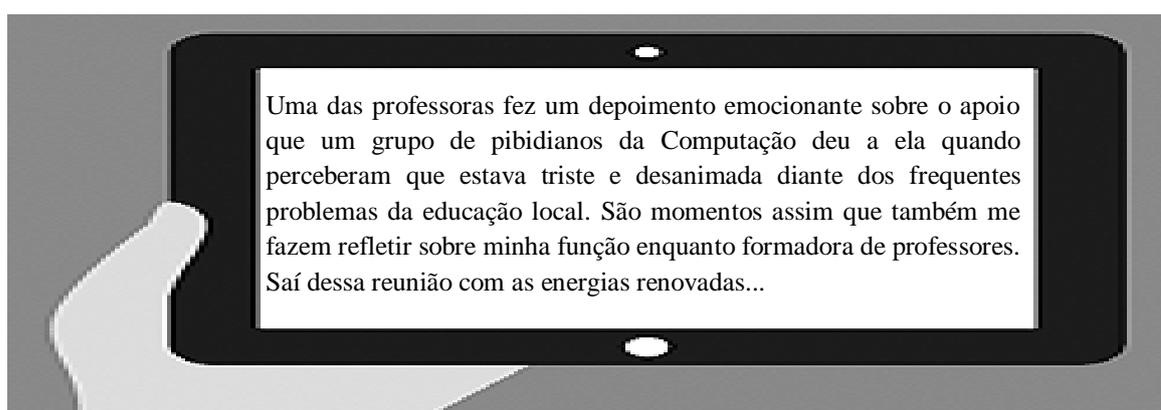 Uma das professoras fez um depoimento emocionante sobre o apoio
que um grupo de pibidianos da Computação deu a ela quando
perceberam que estava triste e desanimada diante dos frequentes
problemas da educação local. São momentos assim que também me
fazem refletir sobre minha função enquanto formadora de professores.
Saí dessa reunião com as energias renovadas...